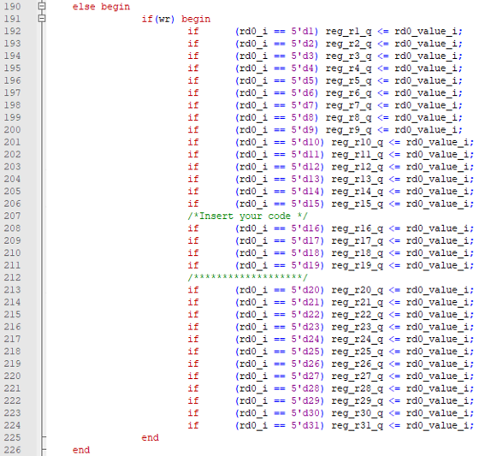 190 else begin
191 if(wr) begin
192 if (rd0_i == 5'd1) reg_r1_q <= rd0_value_i;
193 if (rd0_i == 5'd2) reg_r2_q <= rd0_value_i;
194 if (rd0_i == 5'd3) reg_r3_q <= rd0_value_i;
195 if (rd0_i == 5'd4) reg_r4_q <= rd0_value_i;
196 if (rd0_i == 5'd5) reg_r5_q <= rd0_value_i;
197 if (rd0_i == 5'd6) reg_r6_q <= rd0_value_i;
198 if (rd0_i == 5'd7) reg_r7_q <= rd0_value_i;
199 if (rd0_i == 5'd8) reg_r8_q <= rd0_value_i;
200 if (rd0_i == 5'd9) reg_r9_q <= rd0_value_i;
201 if (rd0_i == 5'd10) reg_r10_q <= rd0_value_i;
202 if (rd0_i == 5'd11) reg_r11_q <= rd0_value_i;
203 if (rd0_i == 5'd12) reg_r12_q <= rd0_value_i;
204 if (rd0_i == 5'd13) reg_r13_q <= rd0_value_i;
205 if (rd0_i == 5'd14) reg_r14_q <= rd0_value_i;
206 if (rd0_i == 5'd15) reg_r15_q <= rd0_value_i;
207 /*Insert your code */
208 if (rd0_i == 5'd16) reg_r16_q <= rd0_value_i;
209 if (rd0_i == 5'd17) reg_r17_q <= rd0_value_i;
210 if (rd0_i == 5'd18) reg_r18_q <= rd0_value_i;
211 if (rd0_i == 5'd19) reg_r19_q <= rd0_value_i;
212 /*******************/
213 if (rd0_i == 5'd20) reg_r20_q <= rd0_value_i;
214 if (rd0_i == 5'd21) reg_r21_q <= rd0_value_i;
215 if (rd0_i == 5'd22) reg_r22_q <= rd0_value_i;
216 if (rd0_i == 5'd23) reg_r23_q <= rd0_value_i;
217 if (rd0_i == 5'd24) reg_r24_q <= rd0_value_i;
218 if (rd0_i == 5'd25) reg_r25_q <= rd0_value_i;
219 if (rd0_i == 5'd26) reg_r26_q <= rd0_value_i;
220 if (rd0_i == 5'd27) reg_r27_q <= rd0_value_i;
221 if (rd0_i == 5'd28) reg_r28_q <= rd0_value_i;
222 if (rd0_i == 5'd29) reg_r29_q <= rd0_value_i;
223 if (rd0_i == 5'd30) reg_r30_q <= rd0_value_i;
224 if (rd0_i == 5'd31) reg_r31_q <= rd0_value_i;
225 end
226 end